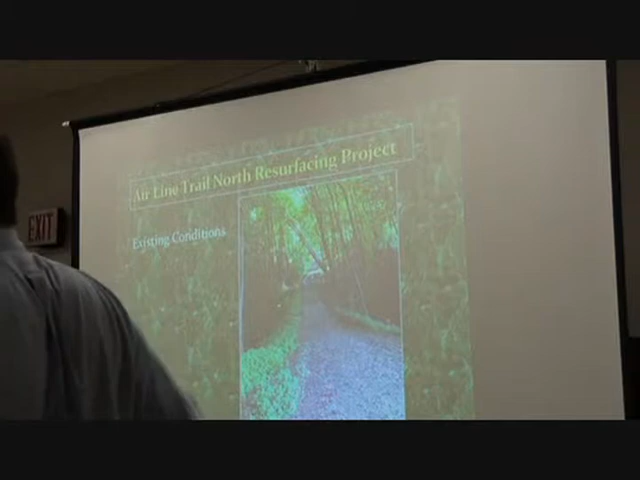 Air Line Trail North Resurfacing Project
Existing Conditions
EXIT